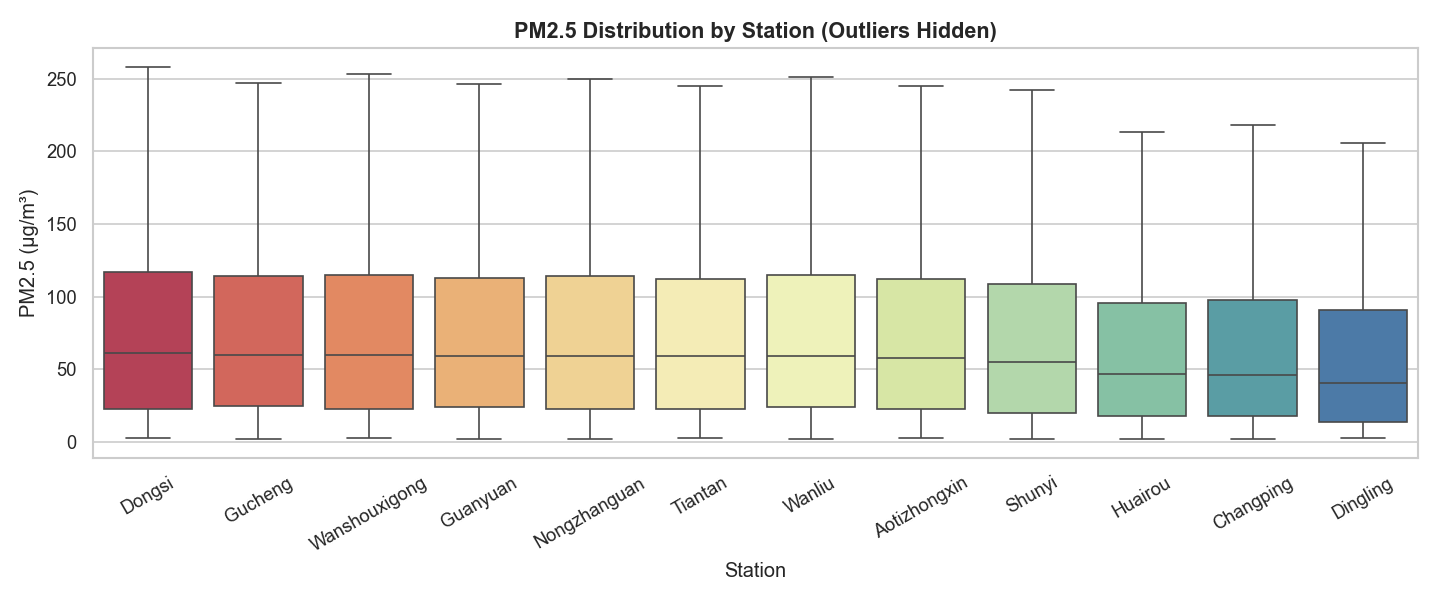 PM2.5 Distribution by Station (Outliers Hidden)
PM2.5 (µg/m³)
250
200
150
100
50
0
Dongsi
Gucheng
Wanshouxigong
Guanyuan
Nongzhanguan
Tiantan
Wanliu
Aotizhongxin
Shunyi
Huairou
Changping
Dingling
Station